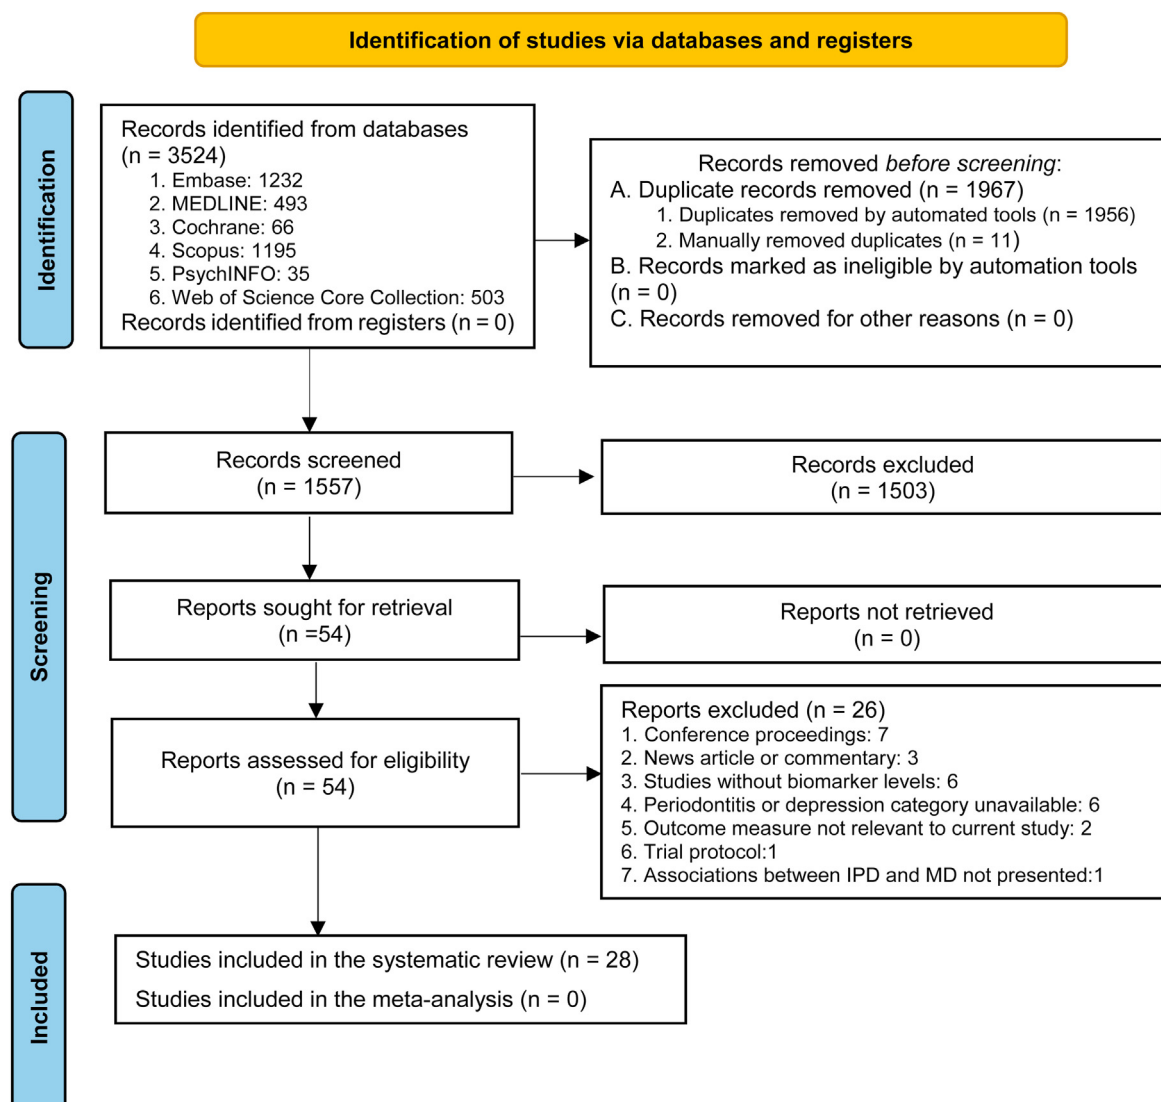 Identification of studies via databases and registers
Identification
Records identified from databases
(n = 3524)
1. Embase: 1232
2. MEDLINE: 493
3. Cochrane: 66
4. Scopus: 1195
5. PsychINFO: 35
6. Web of Science Core Collection: 503
Records identified from registers (n = 0)
Records removed before screening:
A. Duplicate records removed (n = 1967)
1. Duplicates removed by automated tools (n = 1956)
2. Manually removed duplicates (n = 11)
B. Records marked as ineligible by automation tools
(n = 0)
C. Records removed for other reasons (n = 0)
Screening
Records screened
(n = 1557)
Records excluded
(n = 1503)
Reports sought for retrieval
(n =54)
Reports not retrieved
(n = 0)
Reports assessed for eligibility
(n = 54)
Reports excluded (n = 26)
1. Conference proceedings: 7
2. News article or commentary: 3
3. Studies without biomarker levels: 6
4. Periodontitis or depression category unavailable: 6
5. Outcome measure not relevant to current study: 2
6. Trial protocol:1
7. Associations between IPD and MD not presented:1
Included
Studies included in the systematic review (n = 28)
Studies included in the meta-analysis (n = 0)